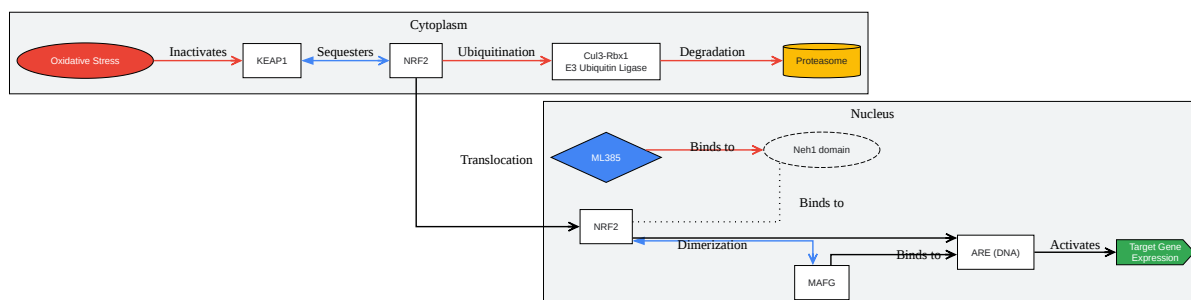 Cytoplasm
Oxidative Stress
Inactivates
KEAP1
Sequesters
NRF2
Ubiquitination
Cul3-Rbx1
E3 Ubiquitin Ligase
Degradation
Proteasome
Nucleus
Translocation
ML385
Binds to
Neh1 domain
Binds to
NRF2
Dimerization
MAFG
Binds to
ARE (DNA)
Activates
Target Gene
Expression